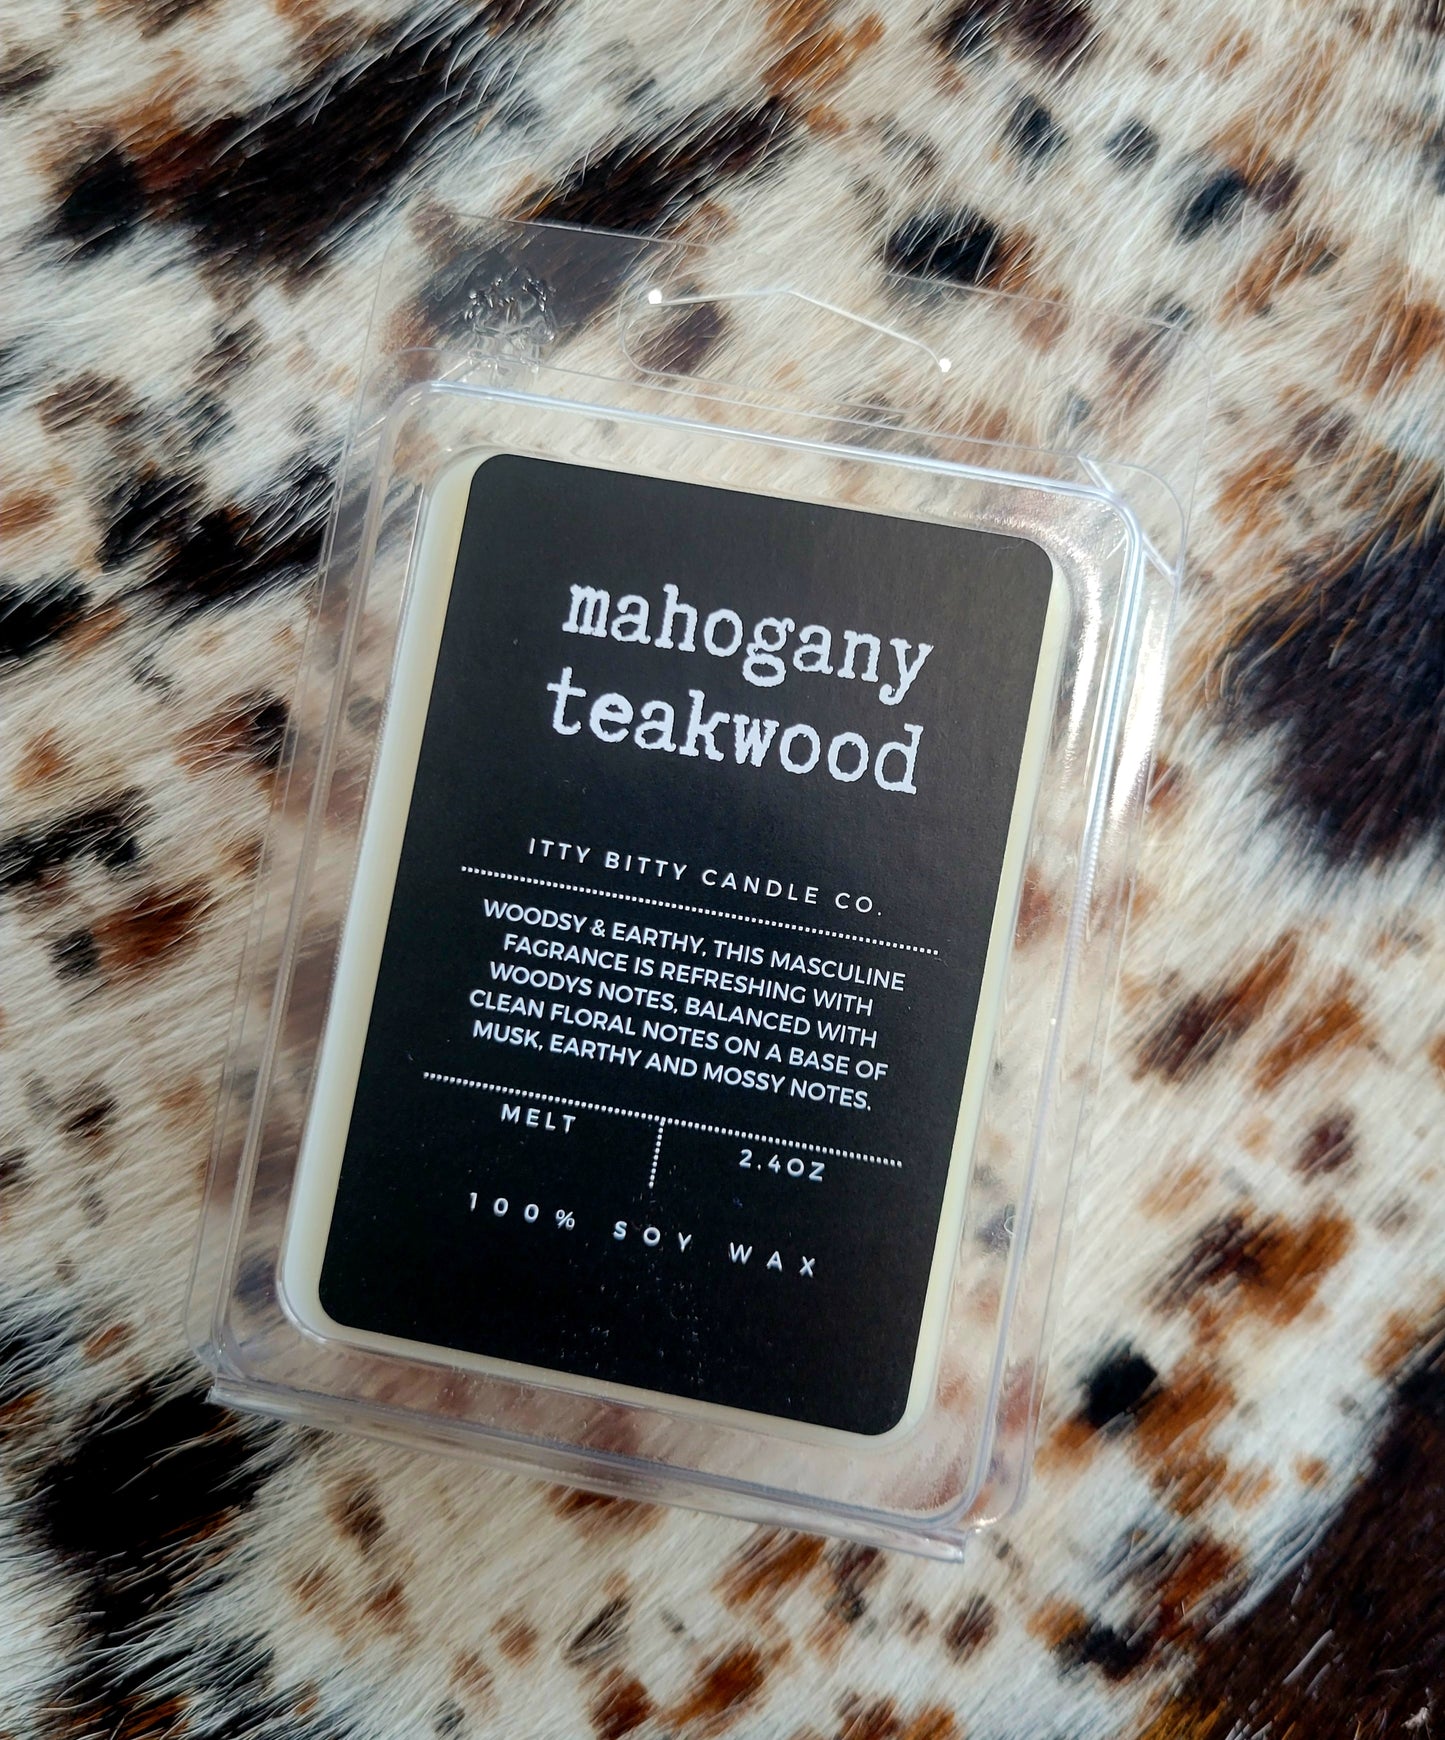 mahogany
teakwood
ITTY BITTY CANDLE CO.
WOODSY & EARTHY, THIS MASCULINE
FAGRANCE IS REFRESHING WITH
WOODYS NOTES, BALANCED WITH
CLEAN FLORAL NOTES ON A BASE OF
MUSK, EARTHY AND MOSSY NOTES.
MELT
2.4OZ
100% SOY WAX